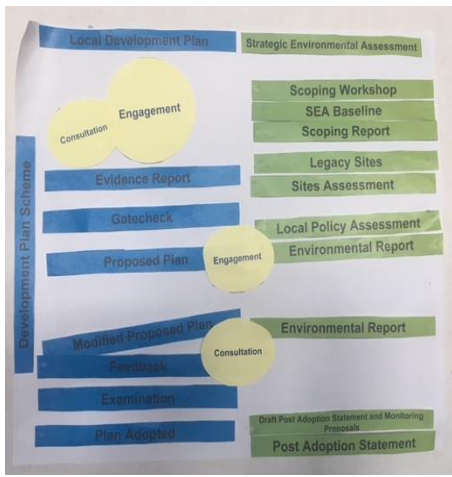 Local Development Plan
Strategic Environmental Assessment
Engagement
Consultation
Scoping Workshop
SEA Baseline
Scoping Report
Legacy Sites
Evidence Report
Sites Assessment
Development Plan Scheme
Gatecheck
Local Policy Assessment
Proposed Plan
Engagement
Environmental Report
Modified Proposed Plan
Environmental Report
Consultation
Feedback
Examination
Draft Post Adoption Statement and Monitoring
Proposals
Plan Adopted
Post Adoption Statement